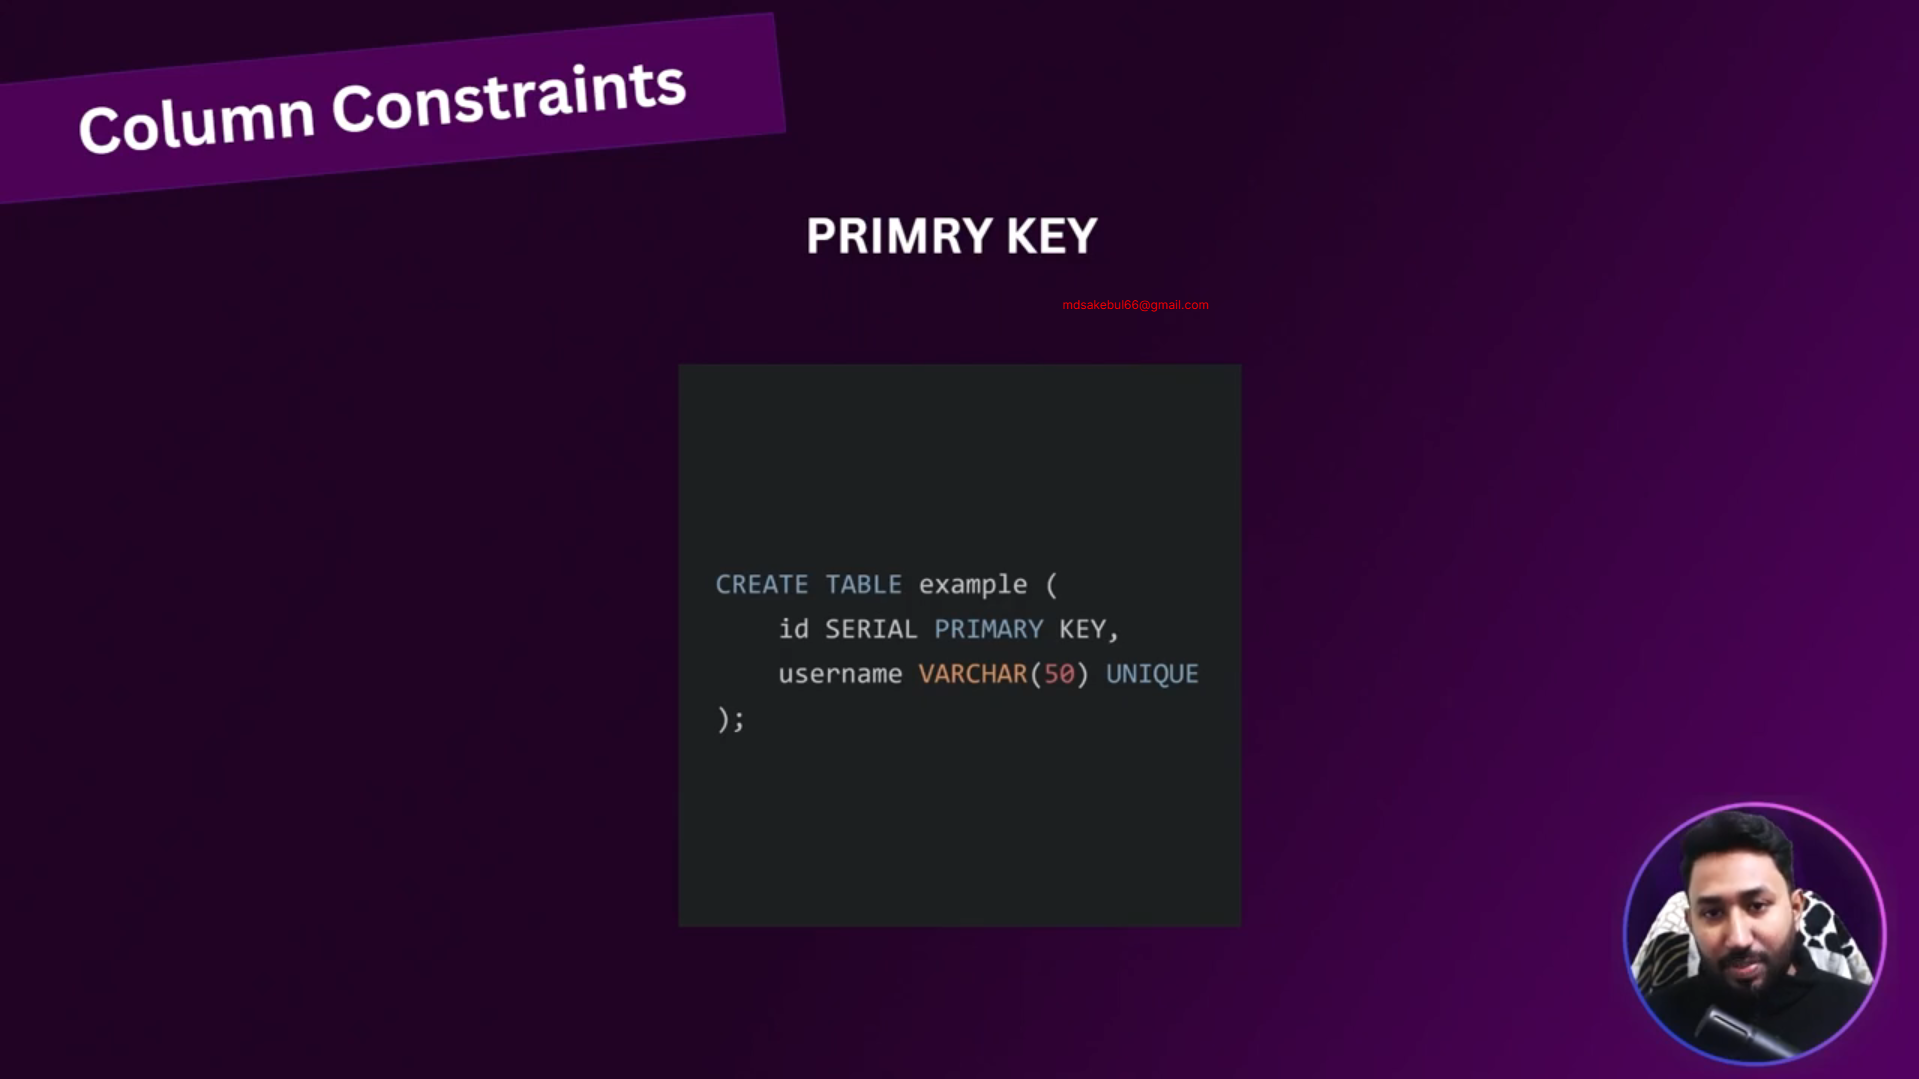 Column Constraints
PRIMRY KEY
mdsakebul66@gmail.com
CREATE TABLE example (
    id SERIAL PRIMARY KEY,
    username VARCHAR(50) UNIQUE
);